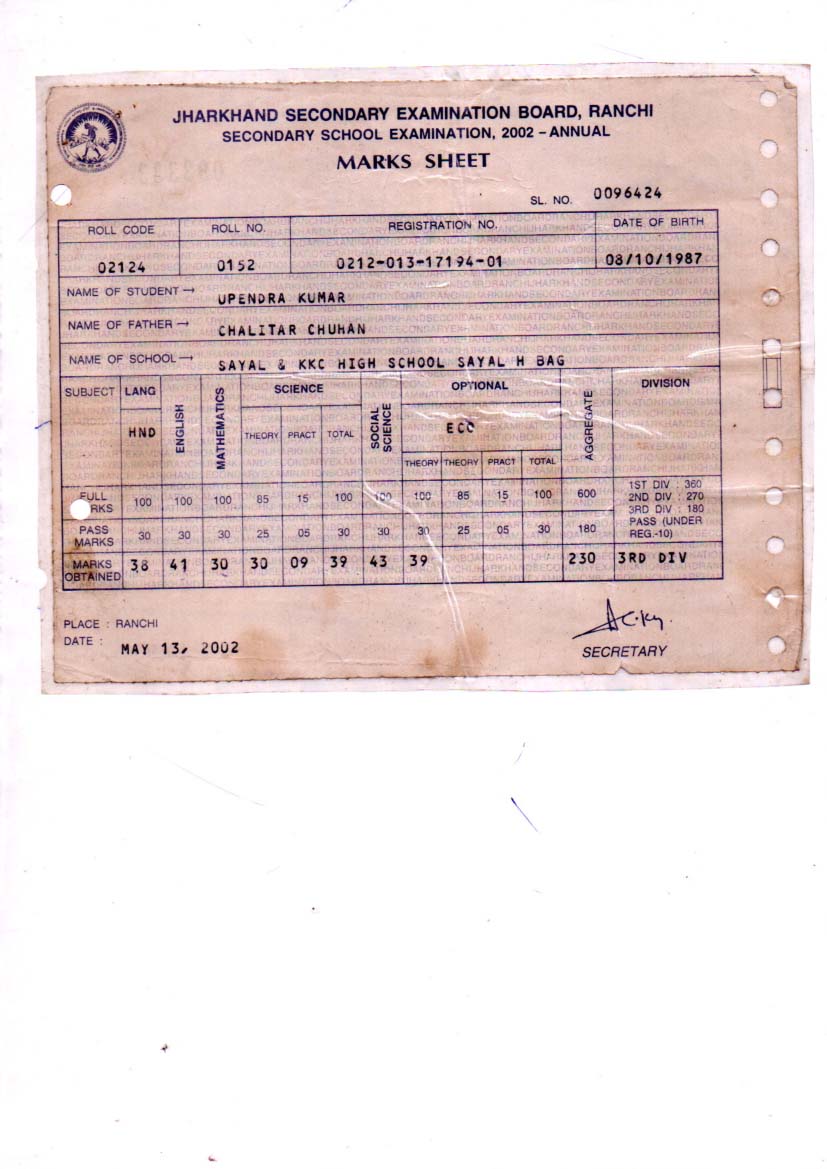 JHARKHAND SECONDARY EXAMINATION BOARD, RANCHI
SECONDARY SCHOOL EXAMINATION, 2002 – ANNUAL
MARKS SHEET
SL. NO. 0096424
ROLL CODE ROLL NO. REGISTRATION NO. DATE OF BIRTH
02124 0152 0212-013-17194-01 08/10/1987
NAME OF STUDENT → UPENDRA KUMAR
NAME OF FATHER → CHALITAR CHUHAN
NAME OF SCHOOL → SAYAL & KKC HIGH SCHOOL SAYAL H BAG
SUBJECT LANG ENGLISH MATHEMATICS SCIENCE SOCIAL SCIENCE OPTIONAL AGGREGATE DIVISION
HND ECO
THEORY PRACT TOTAL
THEORY THEORY PRACT TOTAL
FULL MARKS 100 100 100 85 15 100 100 100 85 15 100 600
1ST DIV : 360
2ND DIV : 270
3RD DIV : 180
PASS (UNDER
REG.-10)
PASS MARKS 30 30 30 25 05 30 30 30 25 05 30 180
MARKS OBTAINED 38 41 30 30 09 39 43 39 230 3RD DIV
PLACE : RANCHI
DATE : MAY 13, 2002
SECRETARY